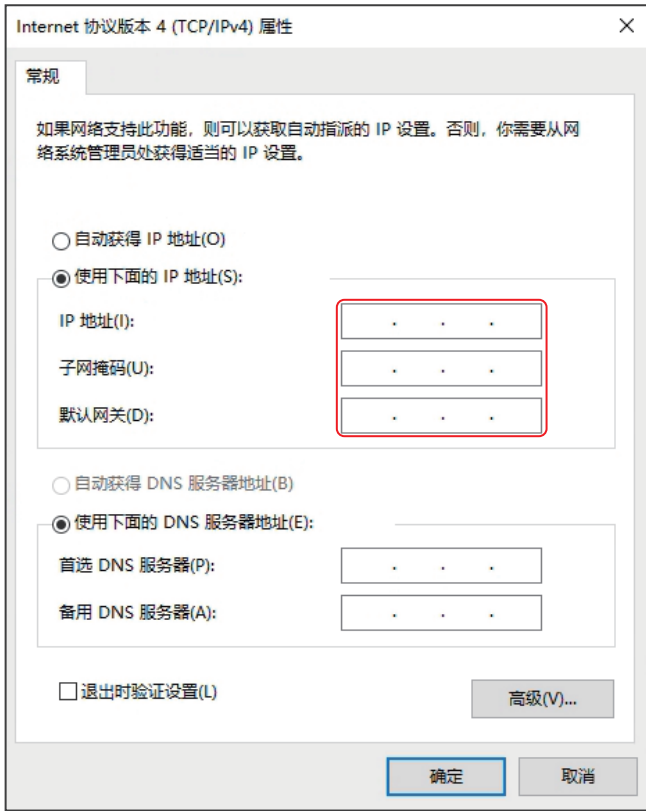 Internet 协议版本 4 (TCP/IPv4) 属性
常规
如果网络支持此功能，则可以获取自动指派的 IP 设置。否则，你需要从网
络系统管理员处获得适当的 IP 设置。
自动获得 IP 地址(O)
使用下面的 IP 地址(S):
IP 地址(I): . . .
子网掩码(U): . . .
默认网关(D): . . .
自动获得 DNS 服务器地址(B)
使用下面的 DNS 服务器地址(E):
首选 DNS 服务器(P): . . .
备用 DNS 服务器(A): . . .
退出时验证设置(L)
高级(V)...
确定 取消